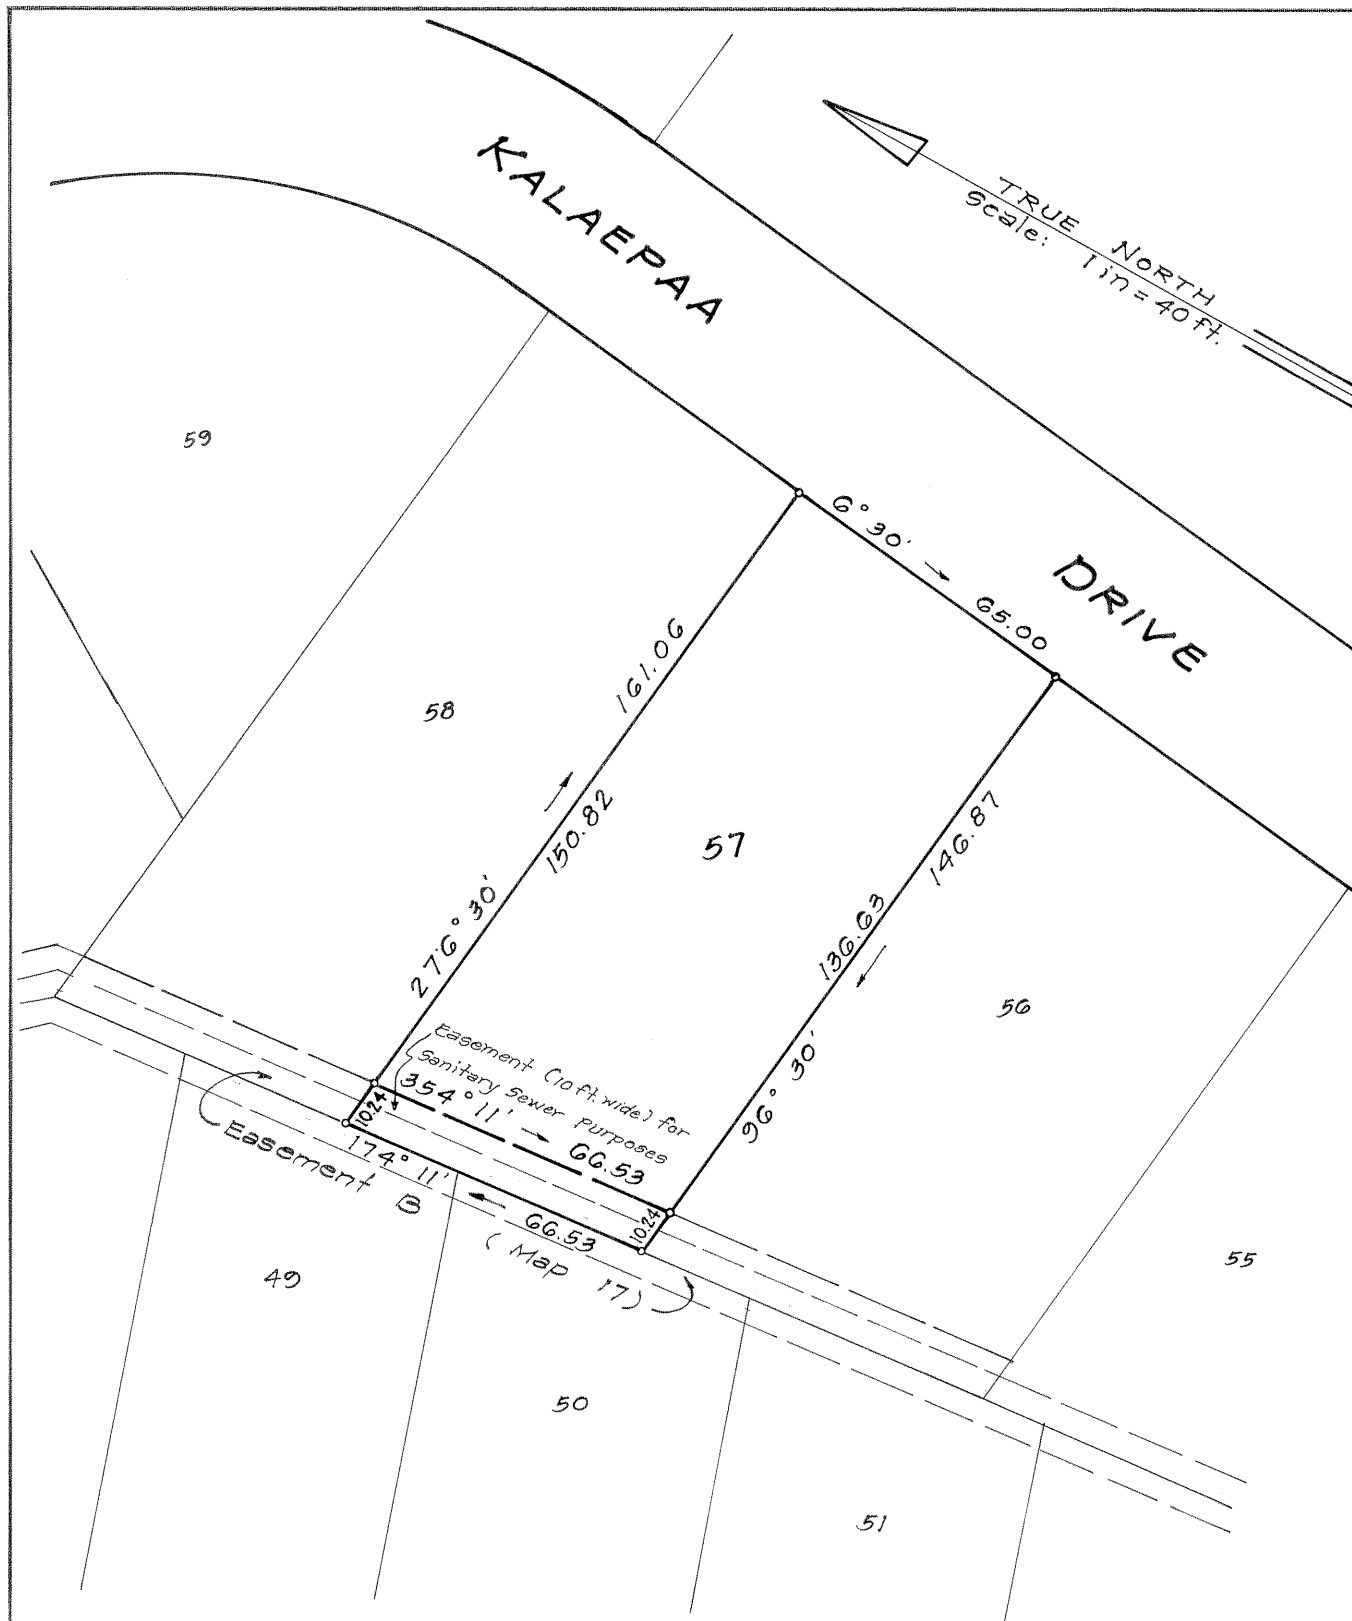 KALAEPAA
TRUE NORTH
Scale: 1 in = 40 ft.
59
6° 30' 65.00
DRIVE
161.06
58
150.82
57
146.87
136.63
276° 30'
56
Easement (10 ft. wide) for
Sanitary Sewer purposes
96° 30'
354° 11' 66.53
10.24
174° 11' 66.53
10.24
Easement B (Map 17)
55
49
50
51